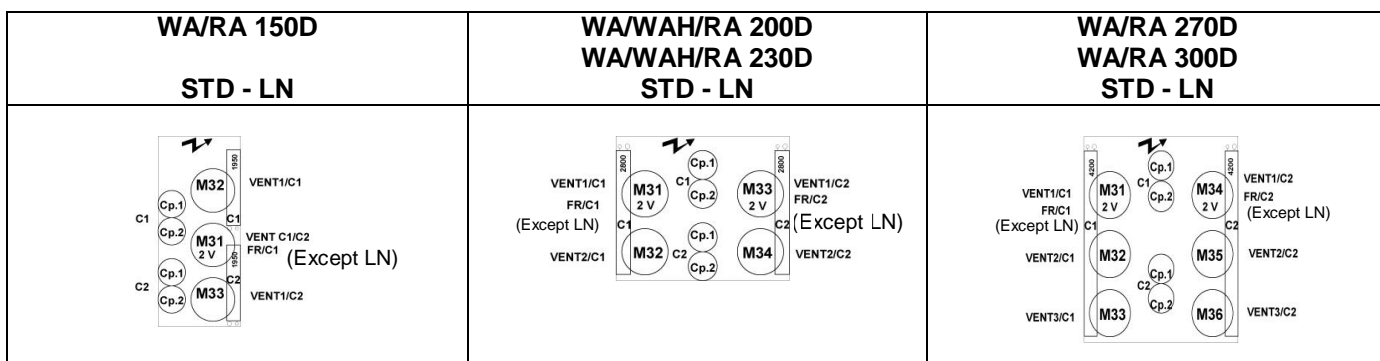 WA/RA 150D
STD - LN
WA/WAH/RA 200D
WA/WAH/RA 230D
STD - LN
WA/RA 270D
WA/RA 300D
STD - LN
1950
M32
VENT1/C1
Cp.1
C1
Cp.2
C1
M31
2 V
VENT C1/C2
FR/C1
(Except LN)
1950
Cp.1
C2
Cp.2
C2
M33
VENT1/C2
2800
Cp.1
2800
VENT1/C1
M31
2 V
C1
Cp.2
M33
2 V
VENT1/C2
FR/C1
FR/C2
(Except LN)
C1
Cp.1
C2
(Except LN)
VENT2/C1
M32
C2
Cp.2
M34
VENT2/C2
4200
Cp.1
4200
VENT1/C1
M31
2 V
C1
Cp.2
M34
2 V
VENT1/C2
FR/C1
FR/C2
(Except LN)
C1
(Except LN)
C2
VENT2/C1
M32
Cp.1
M35
VENT2/C2
C2
Cp.2
VENT3/C1
M33
M36
VENT3/C2